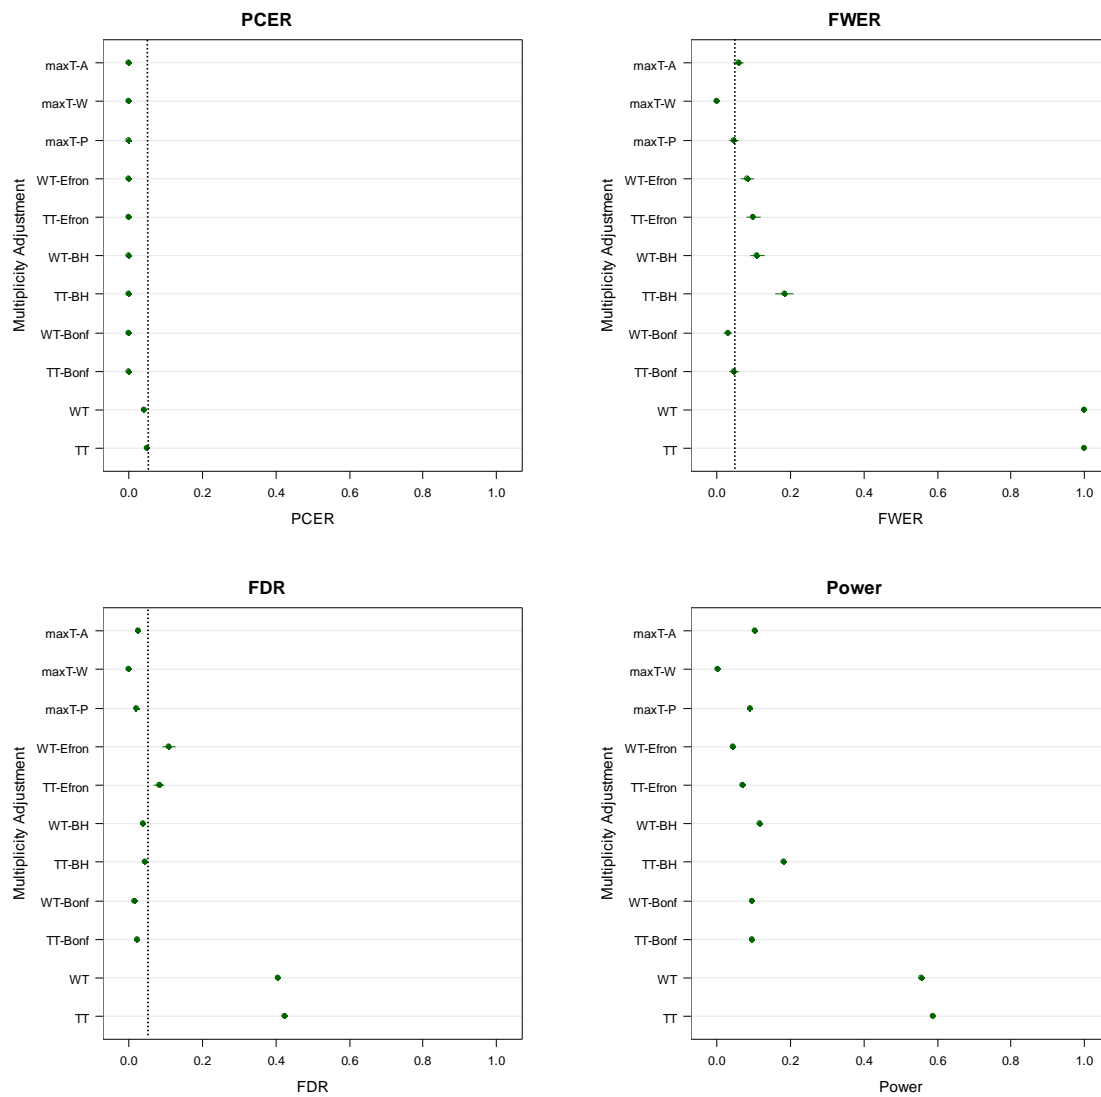 PCER
Multiplicity Adjustment
maxT-A
maxT-W
maxT-P
WT-Efron
TT-Efron
WT-BH
TT-BH
WT-Bonf
TT-Bonf
WT
TT
0.0 0.2 0.4 0.6 0.8 1.0
PCER
FWER
Multiplicity Adjustment
maxT-A
maxT-W
maxT-P
WT-Efron
TT-Efron
WT-BH
TT-BH
WT-Bonf
TT-Bonf
WT
TT
0.0 0.2 0.4 0.6 0.8 1.0
FWER
FDR
Multiplicity Adjustment
maxT-A
maxT-W
maxT-P
WT-Efron
TT-Efron
WT-BH
TT-BH
WT-Bonf
TT-Bonf
WT
TT
0.0 0.2 0.4 0.6 0.8 1.0
FDR
Power
Multiplicity Adjustment
maxT-A
maxT-W
maxT-P
WT-Efron
TT-Efron
WT-BH
TT-BH
WT-Bonf
TT-Bonf
WT
TT
0.0 0.2 0.4 0.6 0.8 1.0
Power